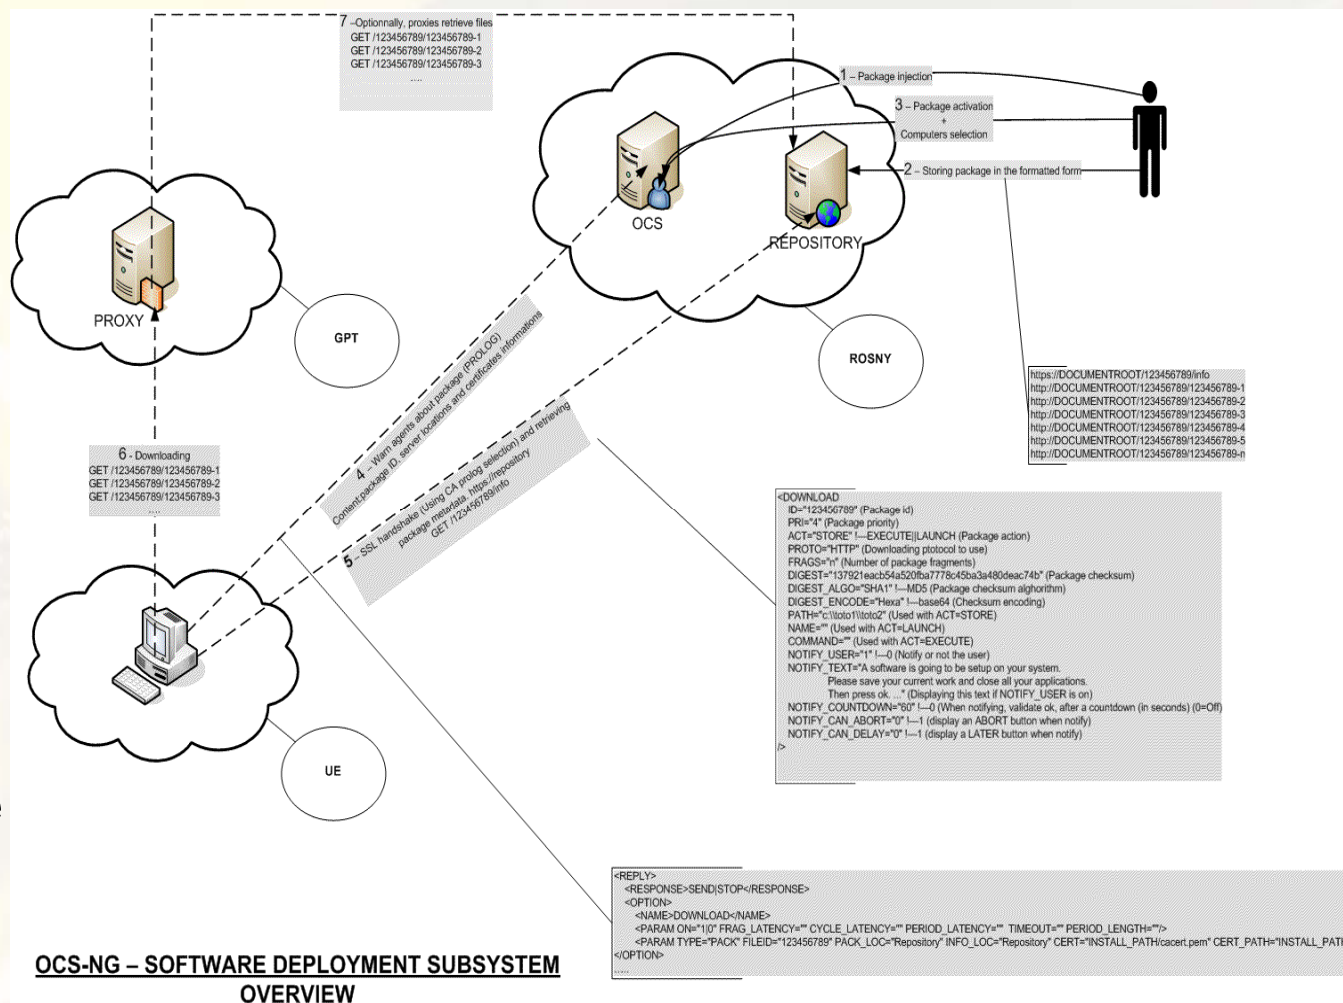 7 –Optionnally, proxies retrieve files
GET /123456789/123456789-1
GET /123456789/123456789-2
GET /123456789/123456789-3
....
1 – Package injection
3 – Package activation
+
Computers selection
2 – Storing package in the formatted form
OCS
REPOSITORY
PROXY
GPT
ROSNY
4 – Warn agents about package (PROLOG)
Content:package ID, server locations and certificates informations
5 – SSL handshake (Using CA prolog selection) and retrieving
package metadata. https://repository
GET /123456789/info
https://DOCUMENTROOT/123456789/info
http://DOCUMENTROOT/123456789/123456789-1
http://DOCUMENTROOT/123456789/123456789-2
http://DOCUMENTROOT/123456789/123456789-3
http://DOCUMENTROOT/123456789/123456789-4
http://DOCUMENTROOT/123456789/123456789-5
http://DOCUMENTROOT/123456789/123456789-n
6 - Downloading
GET /123456789/123456789-1
GET /123456789/123456789-2
GET /123456789/123456789-3
....
<DOWNLOAD
ID="123456789" (Package id)
PRI="4" (Package priority)
ACT="STORE" !---EXECUTE||LAUNCH (Package action)
PROTO="HTTP" (Downloading ptotocol to use)
FRAGS="n" (Number of package fragments)
DIGEST="137921eacb54a520fba7778c45ba3a480deac74b" (Package checksum)
DIGEST_ALGO="SHA1" !---MD5 (Package checksum alghorithm)
DIGEST_ENCODE="Hexa" !---base64 (Checksum encoding)
PATH="c:\\toto1\\toto2" (Used with ACT=STORE)
NAME="" (Used with ACT=LAUNCH)
COMMAND="" (Used with ACT=EXECUTE)
NOTIFY_USER="1" !---0 (Notify or not the user)
NOTIFY_TEXT="A software is going to be setup on your system.
Please save your current work and close all your applications.
Then press ok. ..." (Displaying this text if NOTIFY_USER is on)
NOTIFY_COUNTDOWN="60" !---0 (When notifying, validate ok, after a countdown (in seconds) (0=Off)
NOTIFY_CAN_ABORT="0" !---1 (display an ABORT button when notify)
NOTIFY_CAN_DELAY="0" !---1 (display a LATER button when notify)
/>
UE
<REPLY>
<RESPONSE>SEND|STOP</RESPONSE>
<OPTION>
<NAME>DOWNLOAD</NAME>
<PARAM ON="1|0" FRAG_LATENCY="" CYCLE_LATENCY="" PERIOD_LATENCY="" TIMEOUT="" PERIOD_LENGTH=""/>
<PARAM TYPE="PACK" FILEID="123456789" PACK_LOC="Repository" INFO_LOC="Repository" CERT="INSTALL_PATH/cacert.pem" CERT_PATH="INSTALL_PATH
</OPTION>
.....
OCS-NG – SOFTWARE DEPLOYMENT SUBSYSTEM
OVERVIEW